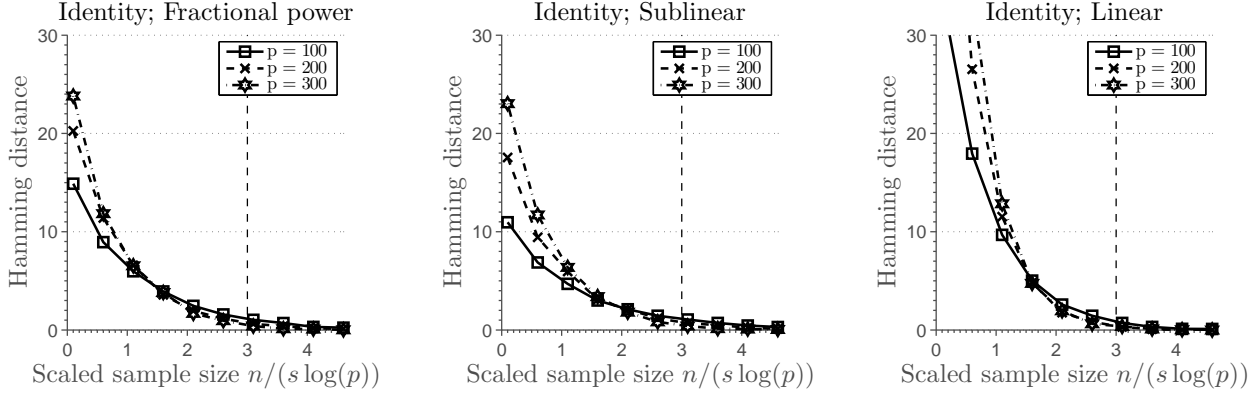 Identity; Fractional power
30
20
10
0
0 1 2 3 4
Hamming distance
Scaled sample size n/(s log(p))
p = 100
p = 200
p = 300
Identity; Sublinear
30
20
10
0
0 1 2 3 4
Hamming distance
Scaled sample size n/(s log(p))
p = 100
p = 200
p = 300
Identity; Linear
30
20
10
0
0 1 2 3 4
Hamming distance
Scaled sample size n/(s log(p))
p = 100
p = 200
p = 300